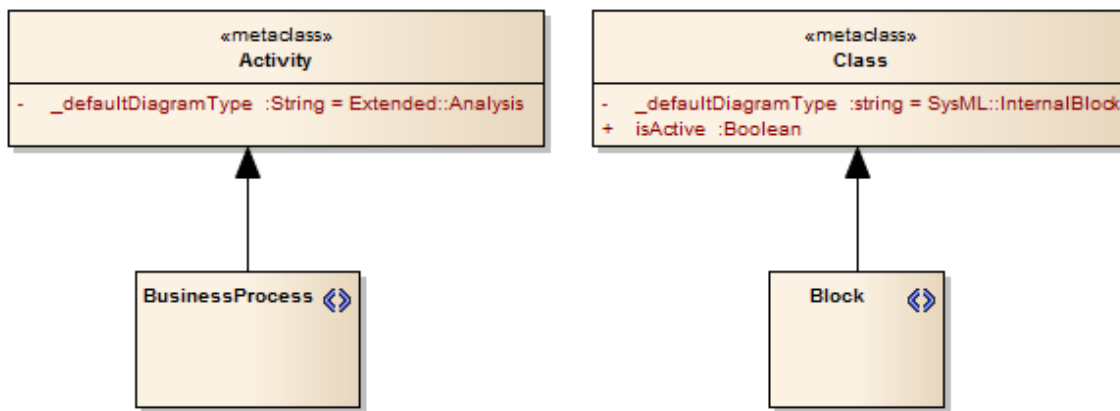 «metaclass»
Activity
- _defaultDiagramType :String = Extended::Analysis
BusinessProcess
«metaclass»
Class
- _defaultDiagramType :string = SysML::InternalBlock
+ isActive :Boolean
Block